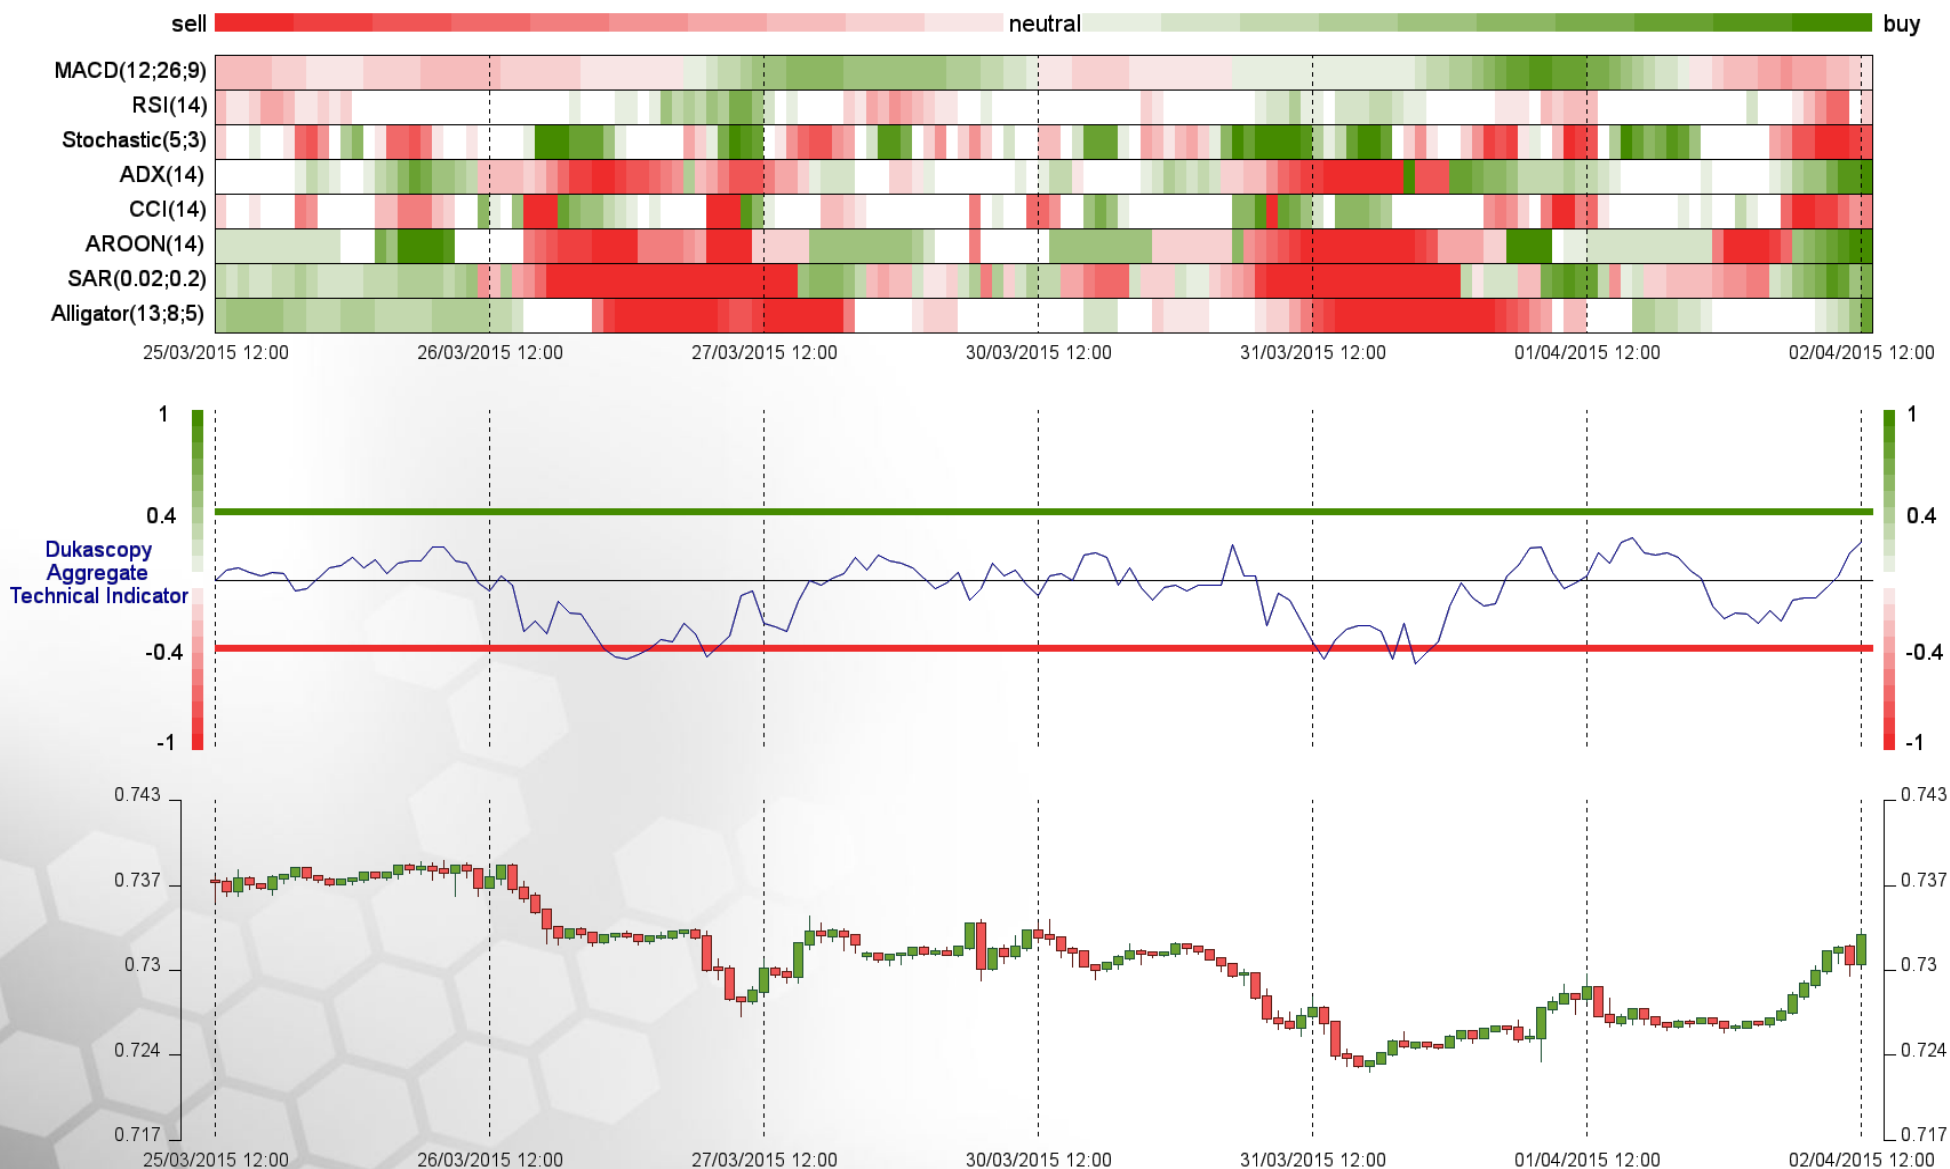 sell neutral buy
MACD(12;26;9)
RSI(14)
Stochastic(5;3)
ADX(14)
CCI(14)
AROON(14)
SAR(0.02;0.2)
Alligator(13;8;5)
25/03/2015 12:00 26/03/2015 12:00 27/03/2015 12:00 30/03/2015 12:00 31/03/2015 12:00 01/04/2015 12:00 02/04/2015 12:00
1 1
0.4 0.4
Dukascopy
Aggregate
Technical Indicator
-0.4 -0.4
-1 -1
0.743 0.743
0.737 0.737
0.73 0.73
0.724 0.724
0.717 0.717
25/03/2015 12:00 26/03/2015 12:00 27/03/2015 12:00 30/03/2015 12:00 31/03/2015 12:00 01/04/2015 12:00 02/04/2015 12:00